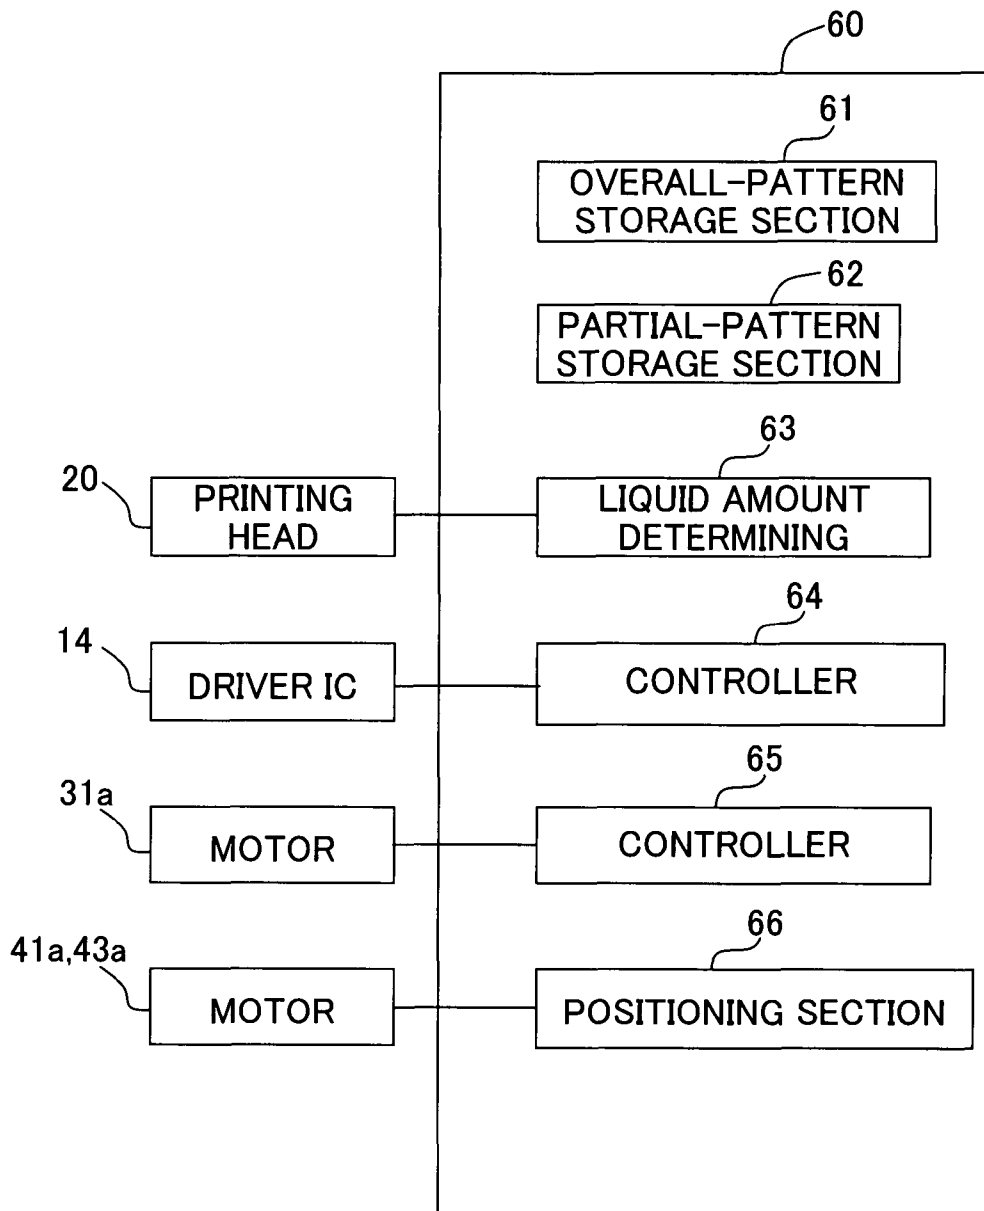 60
61
OVERALL-PATTERN
STORAGE SECTION
62
PARTIAL-PATTERN
STORAGE SECTION
63
20
PRINTING
HEAD
LIQUID AMOUNT
DETERMINING
64
14
DRIVER IC
CONTROLLER
65
31a
MOTOR
CONTROLLER
66
41a,43a
MOTOR
POSITIONING SECTION